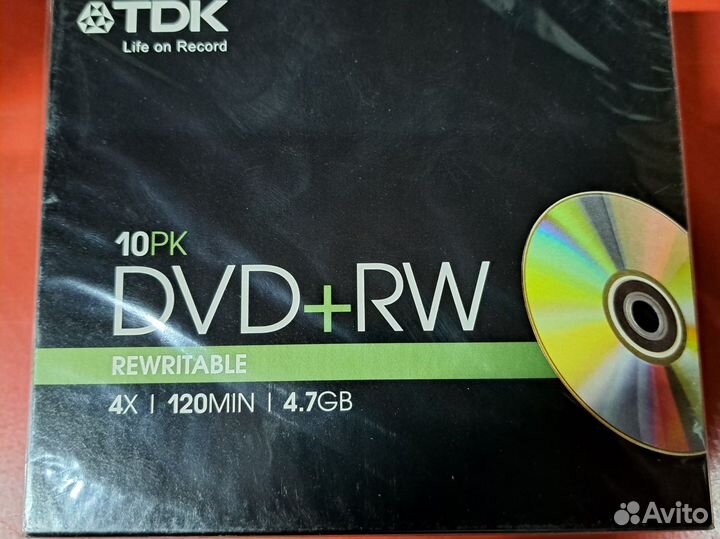 TDK
Life on Record
10PK
DVD+RW
REWRITABLE
4X | 120MIN | 4.7GB
Avito